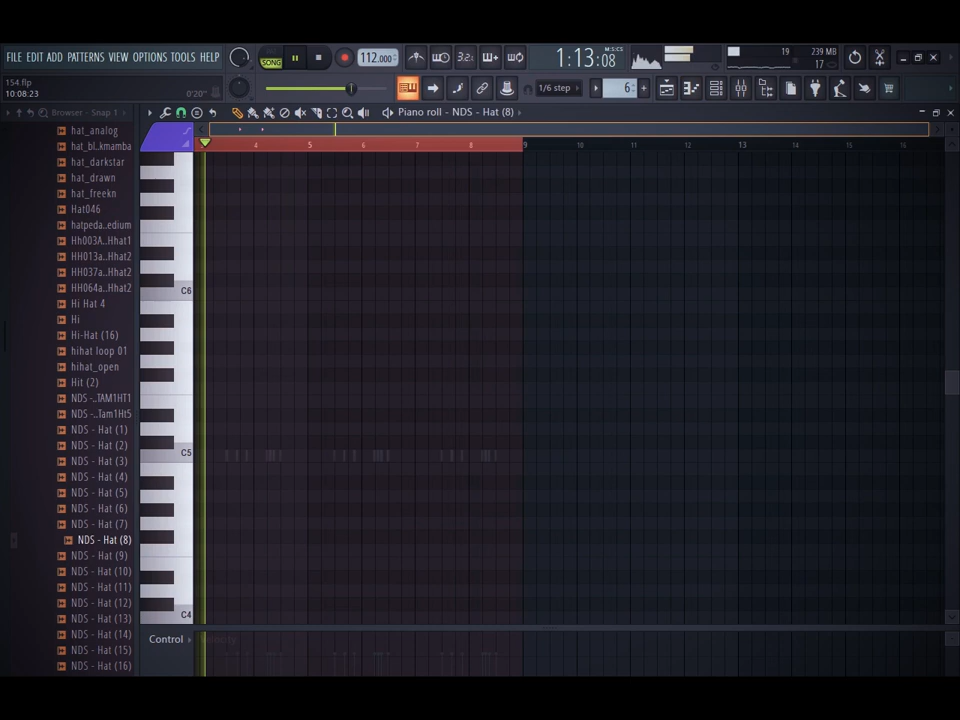 FILE EDIT ADD PATTERNS VIEW OPTIONS TOOLS HELP
SONG
112.000
3.2
1:13:08
M:S:CS
19
239 MB
17
154.flp
10:08:23
0'20"
1/6 step
6
Browser - Snap 1
Piano roll - NDS - Hat (8)
4 5 6 7 8 9 10 11 12 13 14 15 16
hat_analog
hat_bl..kmamba
hat_darkstar
hat_drawn
hat_freekn
Hat046
hatpeda..edium
Hh003A..Hhat1
HH013a..Hhat2
HH037a..Hhat2
HH064a..Hhat2
Hi Hat 4
Hi
Hi-Hat (16)
hihat loop 01
hihat_open
Hit (2)
NDS -..TAM1HT1
NDS -..Tam1Ht5
NDS - Hat (1)
NDS - Hat (2)
NDS - Hat (3)
NDS - Hat (4)
NDS - Hat (5)
NDS - Hat (6)
NDS - Hat (7)
NDS - Hat (8)
NDS - Hat (9)
NDS - Hat (10)
NDS - Hat (11)
NDS - Hat (12)
NDS - Hat (13)
NDS - Hat (14)
NDS - Hat (15)
NDS - Hat (16)
C6
C5
C4
Control
Velocity